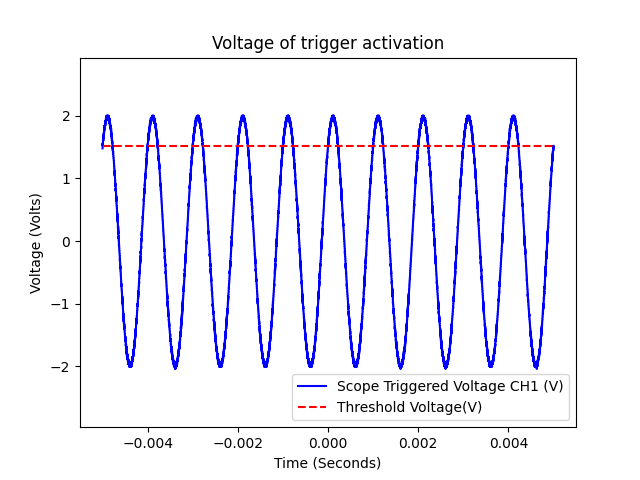 Voltage of trigger activation
Voltage (Volts)
2
1
0
−1
−2
Scope Triggered Voltage CH1 (V)
Threshold Voltage(V)
−0.004
−0.002
0.000
0.002
0.004
Time (Seconds)